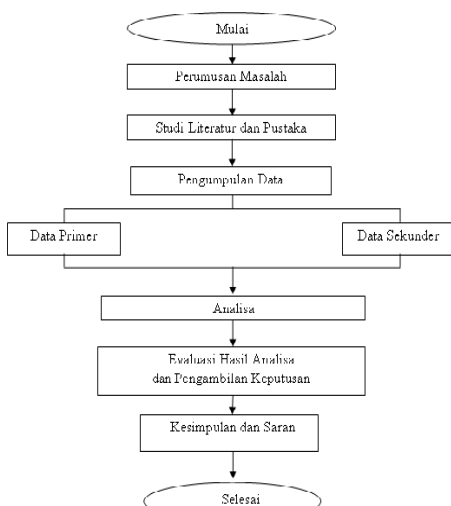 Mulai
Perumusan Masalah
Studi Literatur dan Pustaka
Pengumpulan Data
Data Primer
Data Sekunder
Analisa
Evaluasi Hasil Analisa
dan Pengambilan Keputusan
Kesimpulan dan Saran
Selesai